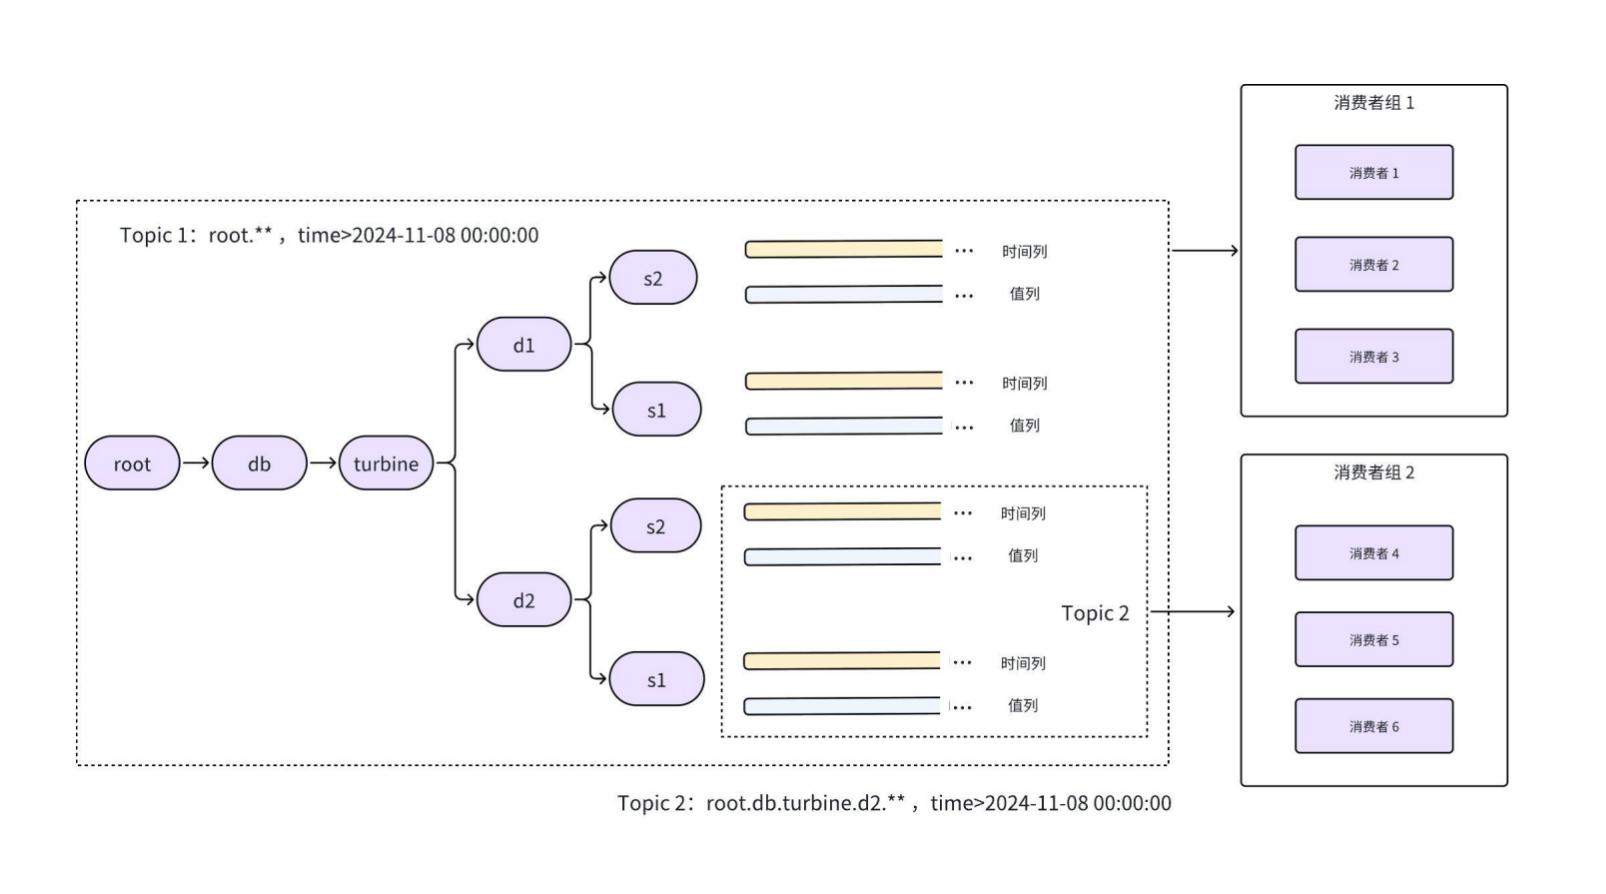 消费者组 1
消费者 1
消费者 2
消费者 3
Topic 1：root.** ，time>2024-11-08 00:00:00
s2
… 时间列
… 值列
d1
s1
… 时间列
… 值列
root
db
turbine
s2
… 时间列
… 值列
d2
Topic 2
s1
… 时间列
… 值列
消费者组 2
消费者 4
消费者 5
消费者 6
Topic 2：root.db.turbine.d2.** ，time>2024-11-08 00:00:00